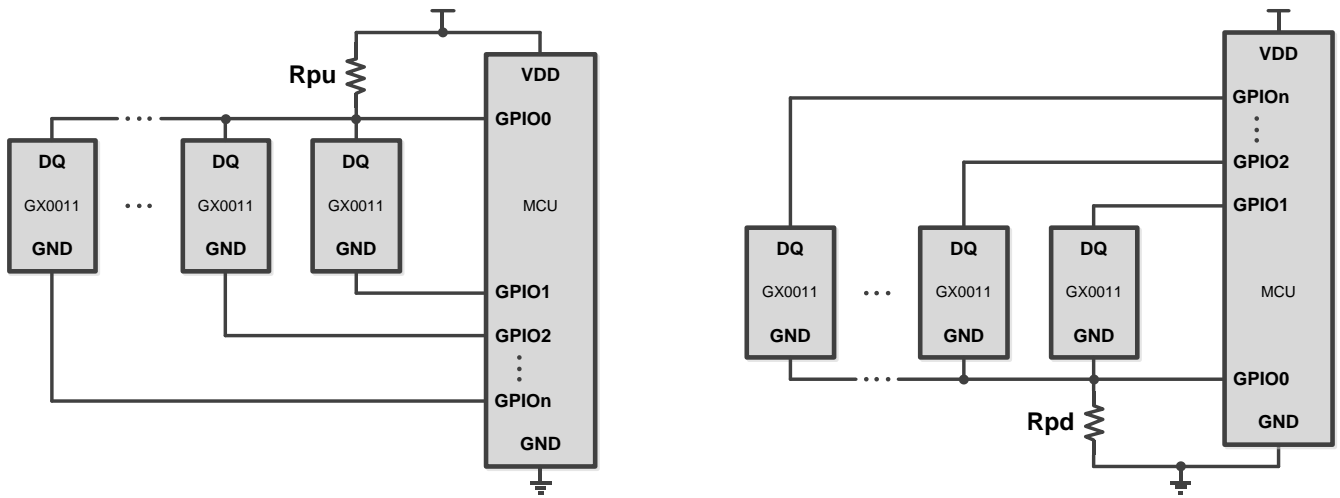 Rpu
VDD
GPIO0
DQ
DQ
DQ
GX0011
...
GX0011
GX0011
MCU
GND
GND
GND
GPIO1
GPIO2
GPIOn
GND
VDD
GPIOn
GPIO2
GPIO1
DQ
DQ
DQ
GX0011
...
GX0011
GX0011
MCU
GND
GND
GND
GPIO0
Rpd
GND